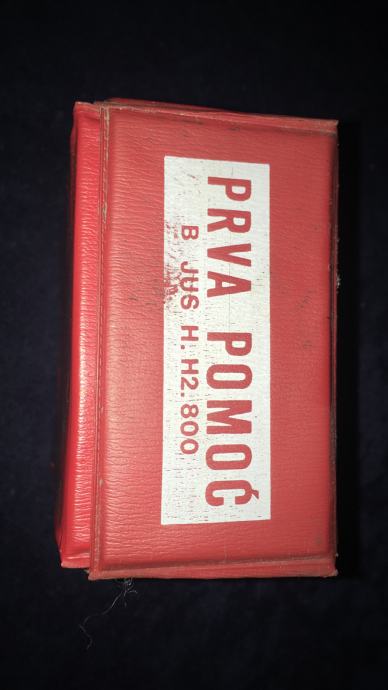 PRVA POMOĆ
B JUS H. H2. 800